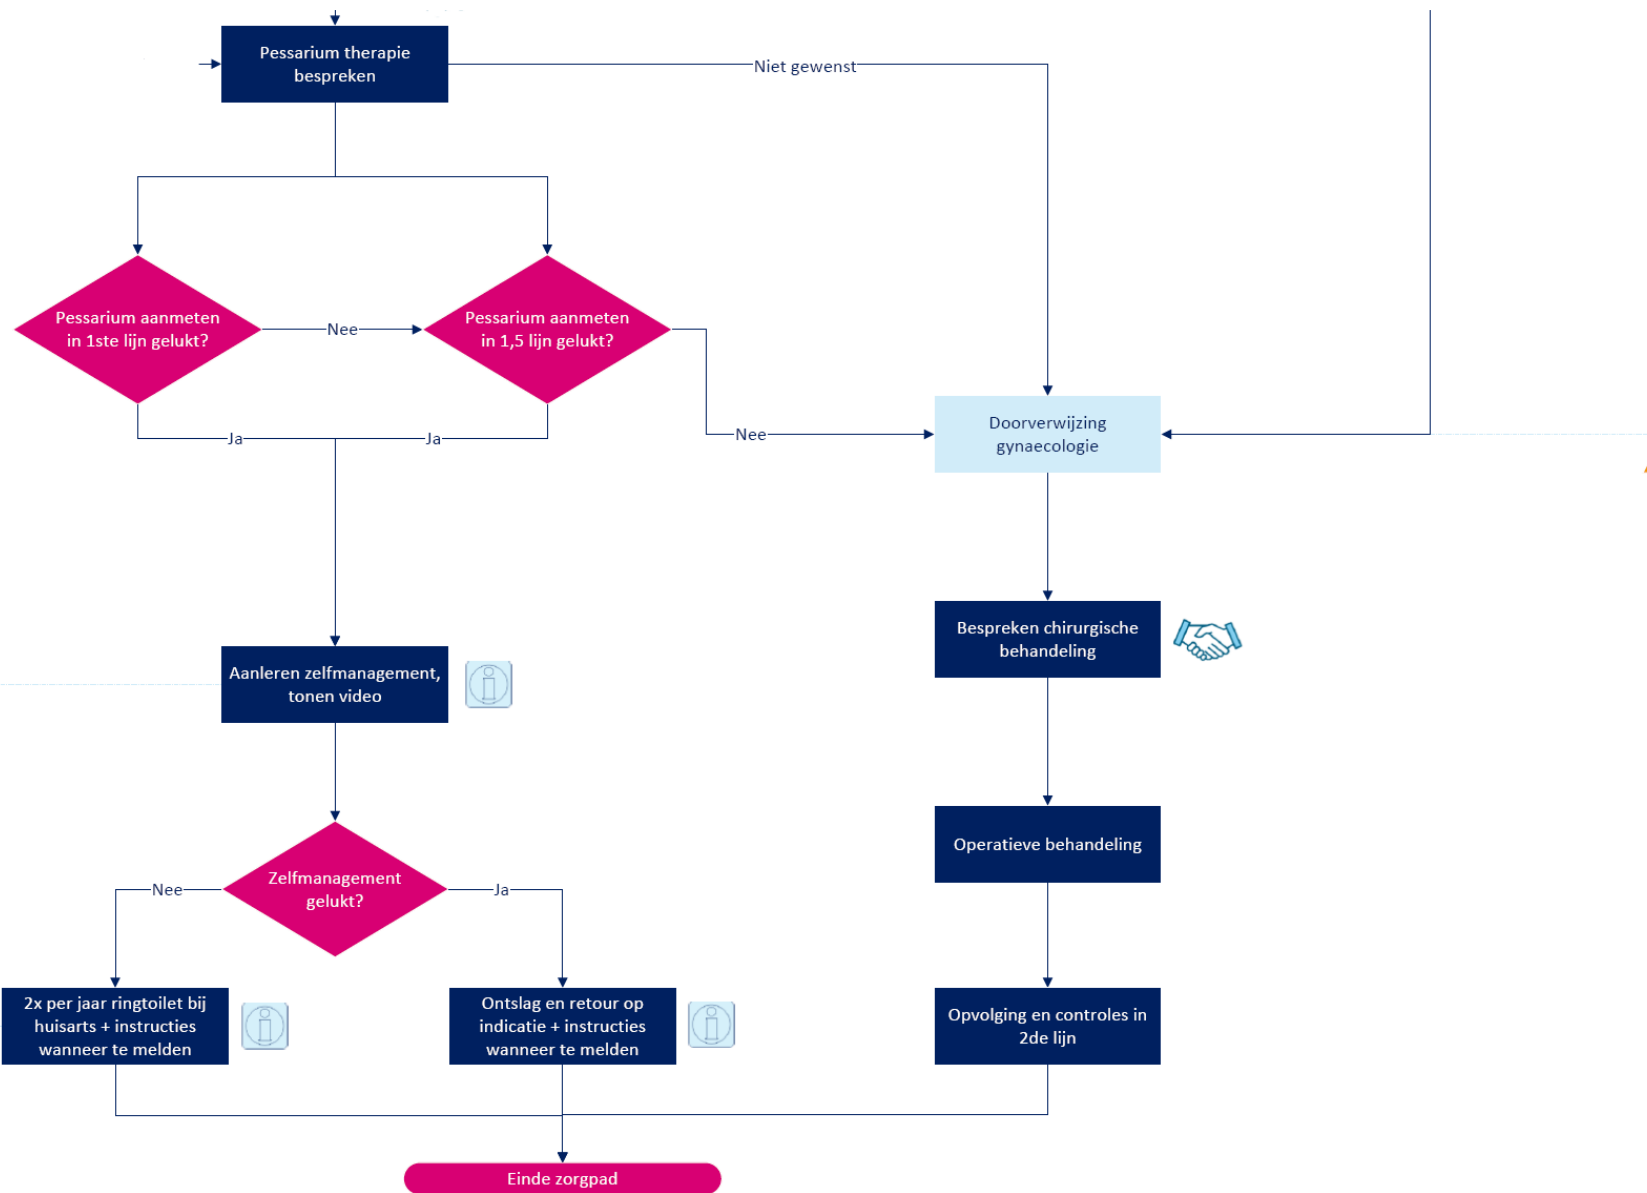 Pessarium therapie
bespreken
Niet gewenst
Pessarium aanmeten
in 1ste lijn gelukt?
Nee
Pessarium aanmeten
in 1,5 lijn gelukt?
Nee
Doorverwijzing
gynaecologie
Ja
Ja
Bespreken chirurgische
behandeling
Aanleren zelfmanagement,
tonen video
Operatieve behandeling
Zelfmanagement
gelukt?
Nee
Ja
2x per jaar ringtoilet bij
huisarts + instructies
wanneer te melden
Ontslag en retour op
indicatie + instructies
wanneer te melden
Opvolging en controles in
2de lijn
Einde zorgpad